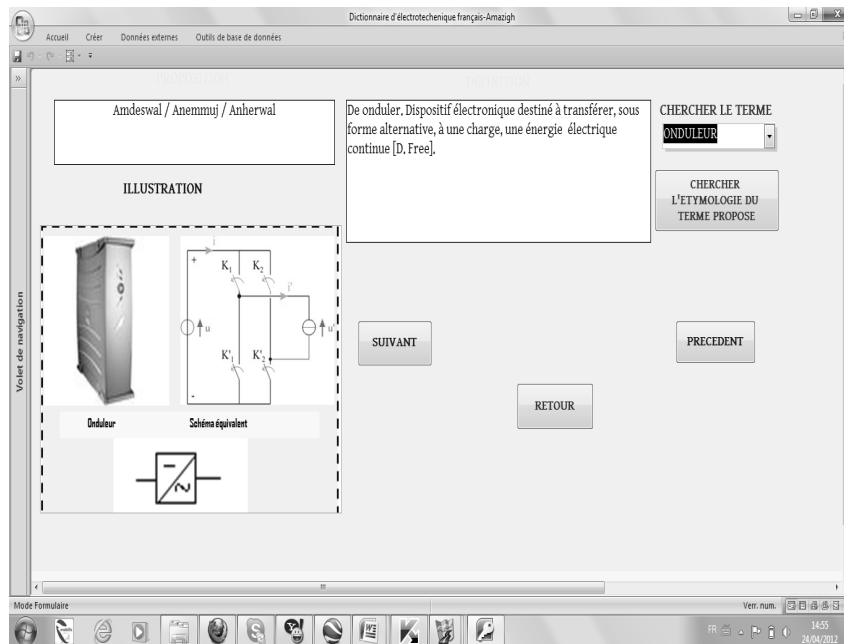 Dictionnaire d'électrotechenique français-Amazigh
Accueil Créer Données externes Outils de base de données
PROPOSITION DEFINITION
Amdeswal / Anemmuj / Anherwal
De onduler. Dispositif électronique destiné à transférer, sous
forme alternative, à une charge, une énergie électrique
continue [D. Free].
CHERCHER LE TERME
ONDULEUR
CHERCHER
L'ETYMOLOGIE DU
TERME PROPOSE
ILLUSTRATION
i
+ K1 K2
i'
u u'
K'1 K'2
-
Onduleur Schéma équivalent
SUIVANT
PRECEDENT
RETOUR
Volet de navigation
Mode Formulaire Verr. num.
FR 14:55
24/04/2012